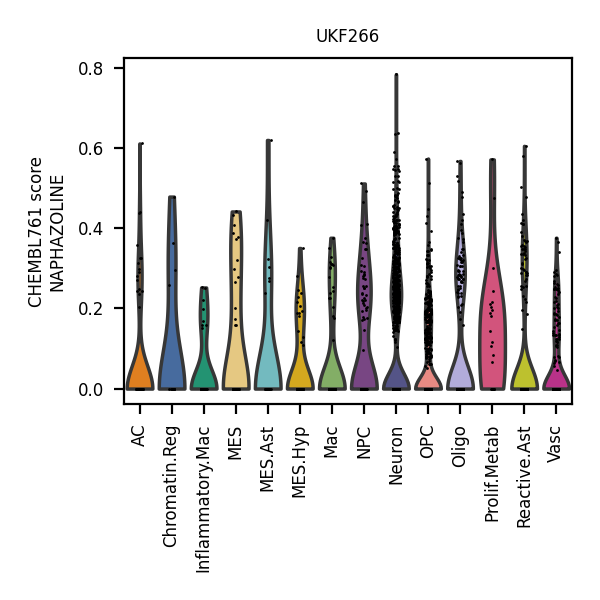 UKF266
CHEMBL761 score
NAPHAZOLINE
0.8
0.6
0.4
0.2
0.0
AC
Chromatin.Reg
Inflammatory.Mac
MES
MES.Ast
MES.Hyp
Mac
NPC
Neuron
OPC
Oligo
Prolif.Metab
Reactive.Ast
Vasc